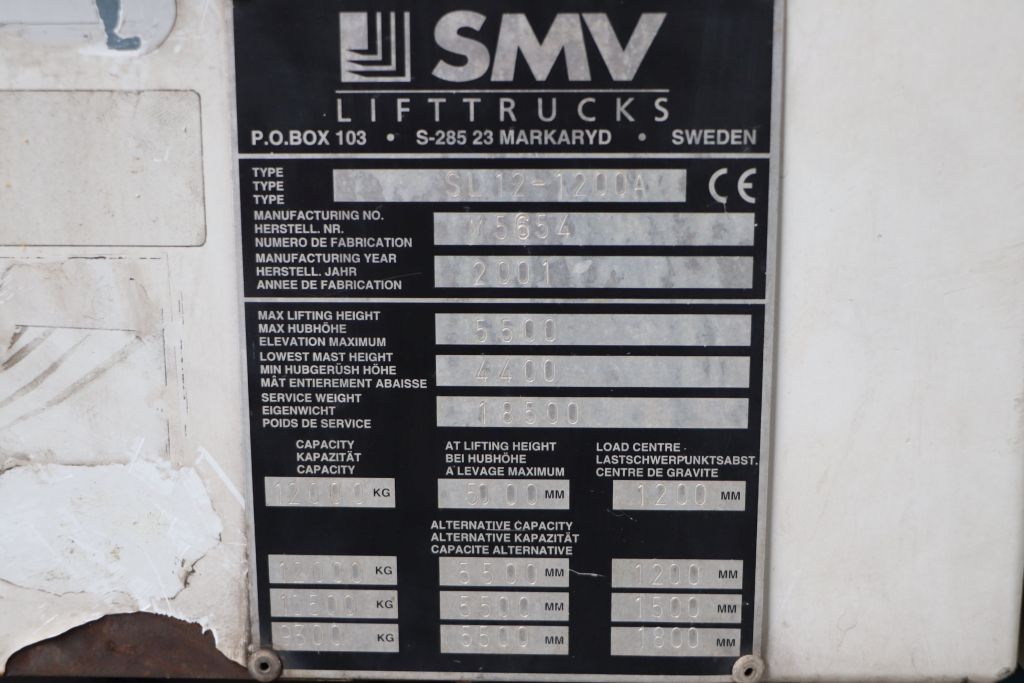 SMV
LIFTTRUCKS
P.O.BOX 103 • S-285 23 MARKARYD • SWEDEN
TYPE
TYPE
TYPE
SL12-1200A
CE
MANUFACTURING NO.
HERSTELL. NR.
NUMERO DE FABRICATION
M5654
MANUFACTURING YEAR
HERSTELL. JAHR
ANNEE DE FABRICATION
2001
MAX LIFTING HEIGHT
MAX HUBHÖHE
ELEVATION MAXIMUM
5500
LOWEST MAST HEIGHT
MIN HUBGERÜSH HÖHE
MÂT ENTIEREMENT ABAISSE
4400
SERVICE WEIGHT
EIGENWICHT
POIDS DE SERVICE
18500
CAPACITY
KAPAZITÄT
CAPACITY
12000 KG
AT LIFTING HEIGHT
BEI HUBHÖHE
A LEVAGE MAXIMUM
MM
LOAD CENTRE
LASTSCHWERPUNKTSABST.
CENTRE DE GRAVITE
1200 MM
ALTERNATIVE CAPACITY
ALTERNATIVE KAPAZITÄT
CAPACITE ALTERNATIVE
12000 KG 5500 MM 1200 MM
KG 5500 MM 1500 MM
9300 KG 5500 MM 1800 MM